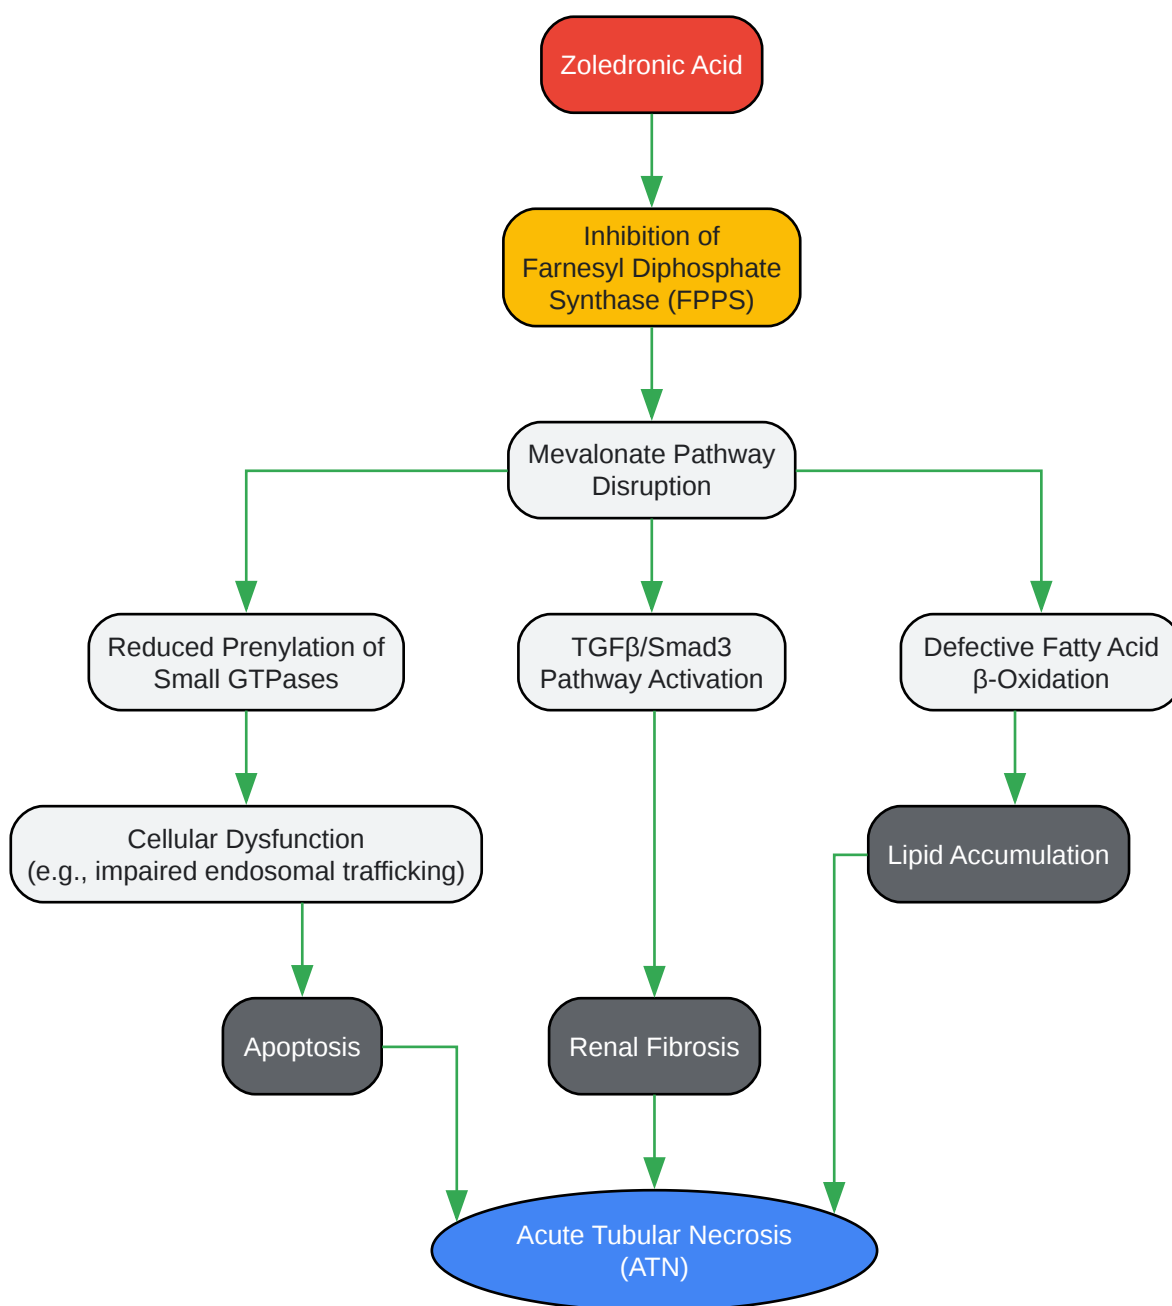 Zoledronic Acid
Inhibition of
Farnesyl Diphosphate
Synthase (FPPS)
Mevalonate Pathway
Disruption
Reduced Prenylation of
Small GTPases
TGFβ/Smad3
Pathway Activation
Defective Fatty Acid
β-Oxidation
Cellular Dysfunction
(e.g., impaired endosomal trafficking)
Lipid Accumulation
Apoptosis
Renal Fibrosis
Acute Tubular Necrosis
(ATN)